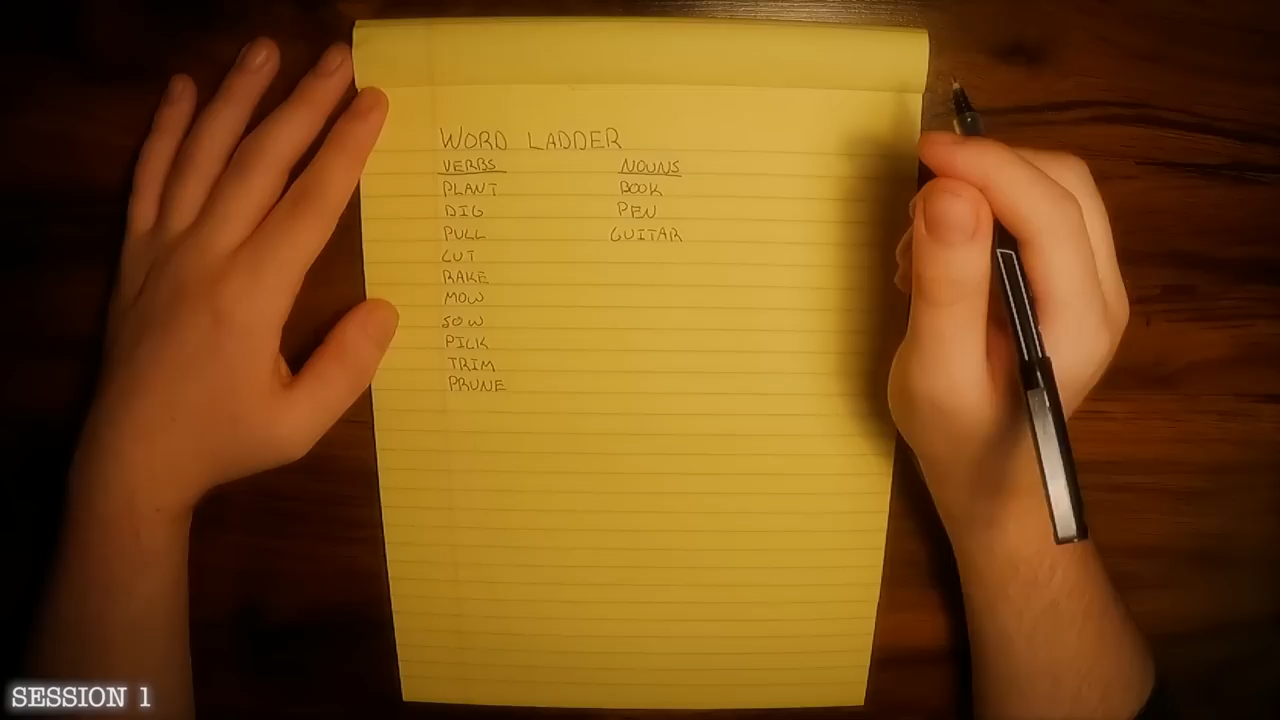 WORD LADDER
VERBS NOUNS
PLANT BOOK
DIG PEN
PULL GUITAR
CUT
RAKE
MOW
SOW
PICK
TRIM
PRUNE
SESSION 1